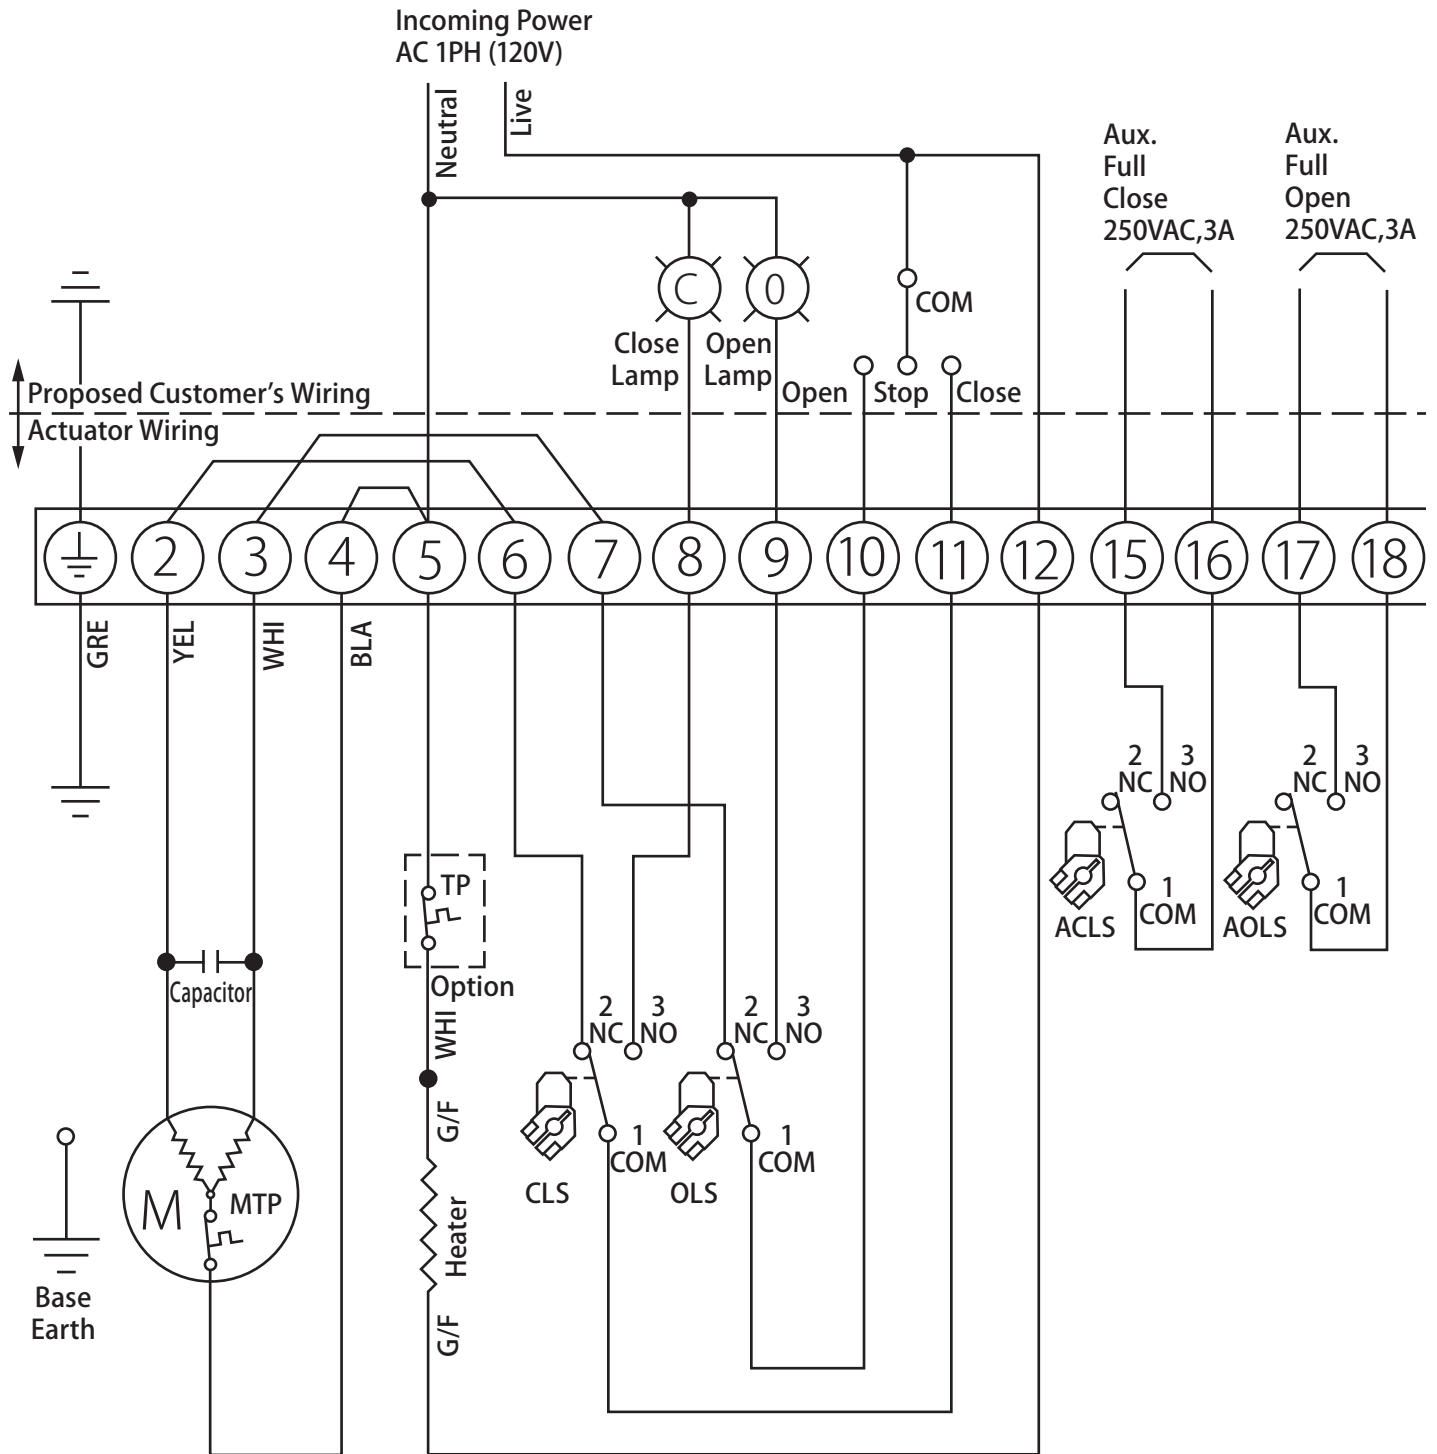 Incoming Power
AC 1PH (120V)
Neutral
Live
Aux.
Full
Close
250VAC,3A
Aux.
Full
Open
250VAC,3A
C
0
COM
Close
Lamp
Open
Lamp
Open
Stop
Close
Proposed Customer's Wiring
Actuator Wiring
2
3
4
5
6
7
8
9
10
11
12
15
16
17
18
GRE
YEL
WHI
BLA
2
NC
3
NO
2
NC
3
NO
TP
1
COM
ACLS
1
COM
AOLS
Option
Capacitor
WHI
2
NC
3
NO
2
NC
3
NO
G/F
1
COM
1
COM
CLS
OLS
M
MTP
Heater
Base
Earth
G/F